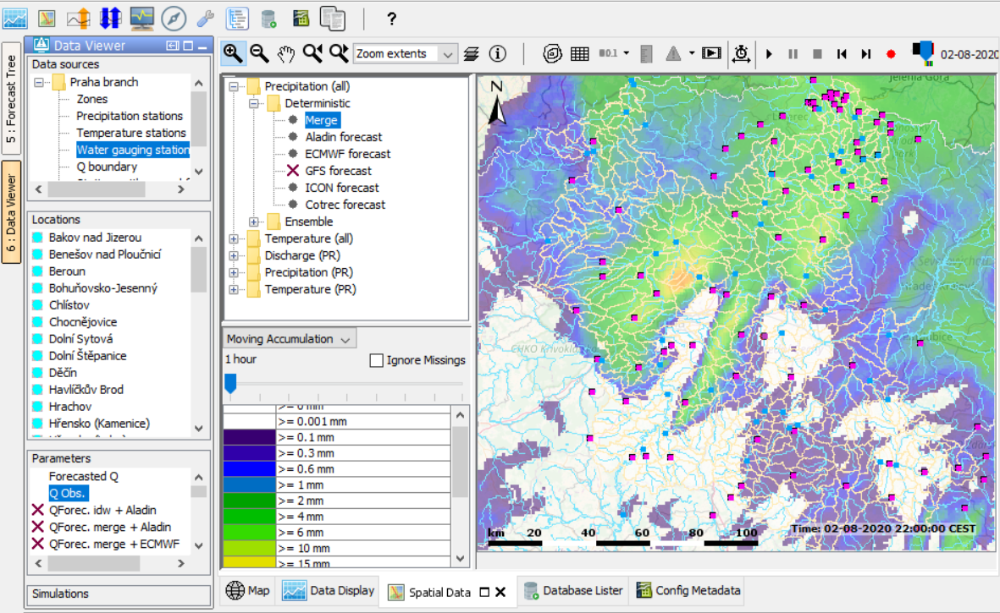 ?
5 : Forecast Tree
6 : Data Viewer
Data Viewer
Data sources
Praha branch
Zones
Precipitation stations
Temperature stations
Water gauging station
Q boundary
Locations
Bakov nad Jizerou
Benešov nad Ploučnicí
Beroun
Bohuňovsko-Jesenný
Chlístov
Chocnějovice
Dolní Sytová
Dolní Štěpanice
Děčín
Havlíčkův Brod
Hrachov
Hřensko (Kamenice)
Parameters
Forecasted Q
Q Obs.
QForec. idw + Aladin
QForec. merge + Aladin
QForec. merge + ECMWF
Simulations
Zoom extents
0.1
02-08-2020
Precipitation (all)
Deterministic
Merge
Aladin forecast
ECMWF forecast
GFS forecast
ICON forecast
Cotrec forecast
Ensemble
Temperature (all)
Discharge (PR)
Precipitation (PR)
Temperature (PR)
Moving Accumulation
1 hour
Ignore Missings
>= 0 mm
>= 0.001 mm
>= 0.1 mm
>= 0.3 mm
>= 0.6 mm
>= 1 mm
>= 2 mm
>= 4 mm
>= 6 mm
>= 10 mm
>= 15 mm
N
Jelenia Góra
CHKO Křivoklátsko
km 20 40 60 80 100
Time: 02-08-2020 22:00:00 CEST
Map
Data Display
Spatial Data
Database Lister
Config Metadata